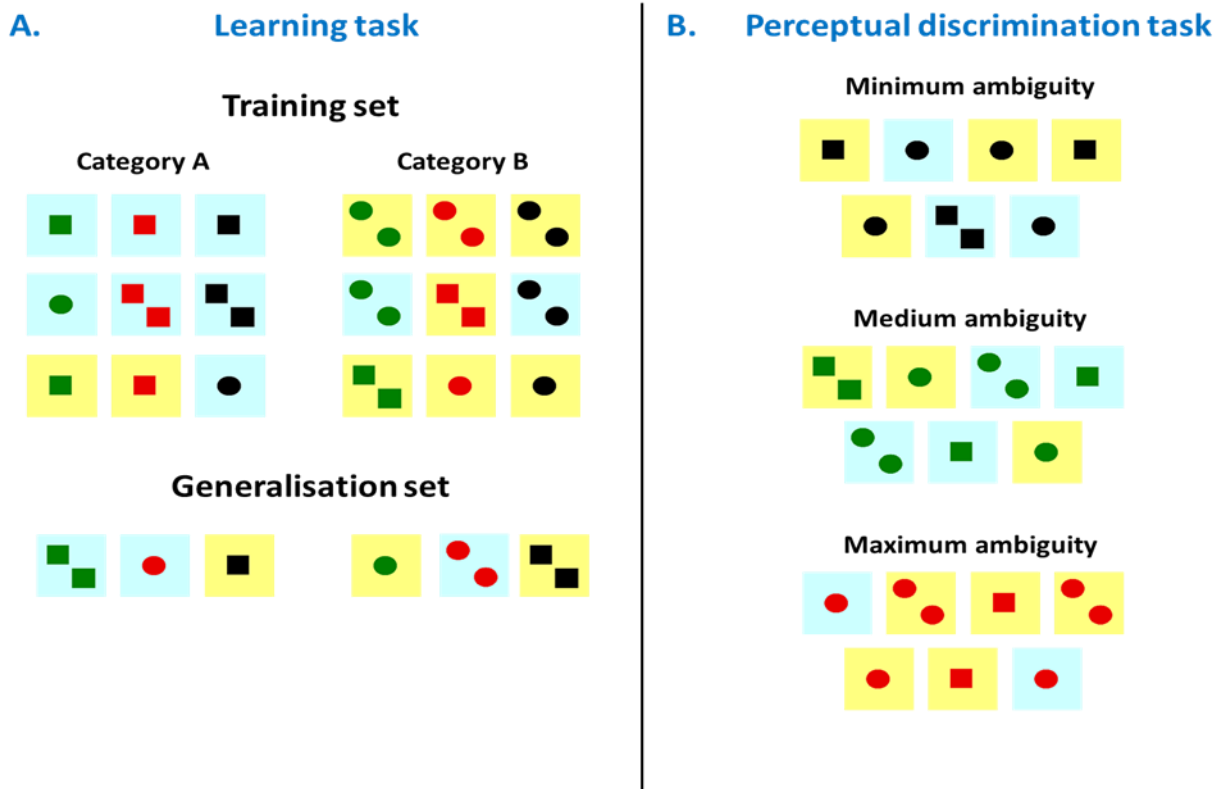 A. Learning task
Training set
Category A
Category B
Generalisation set
B. Perceptual discrimination task
Minimum ambiguity
Medium ambiguity
Maximum ambiguity